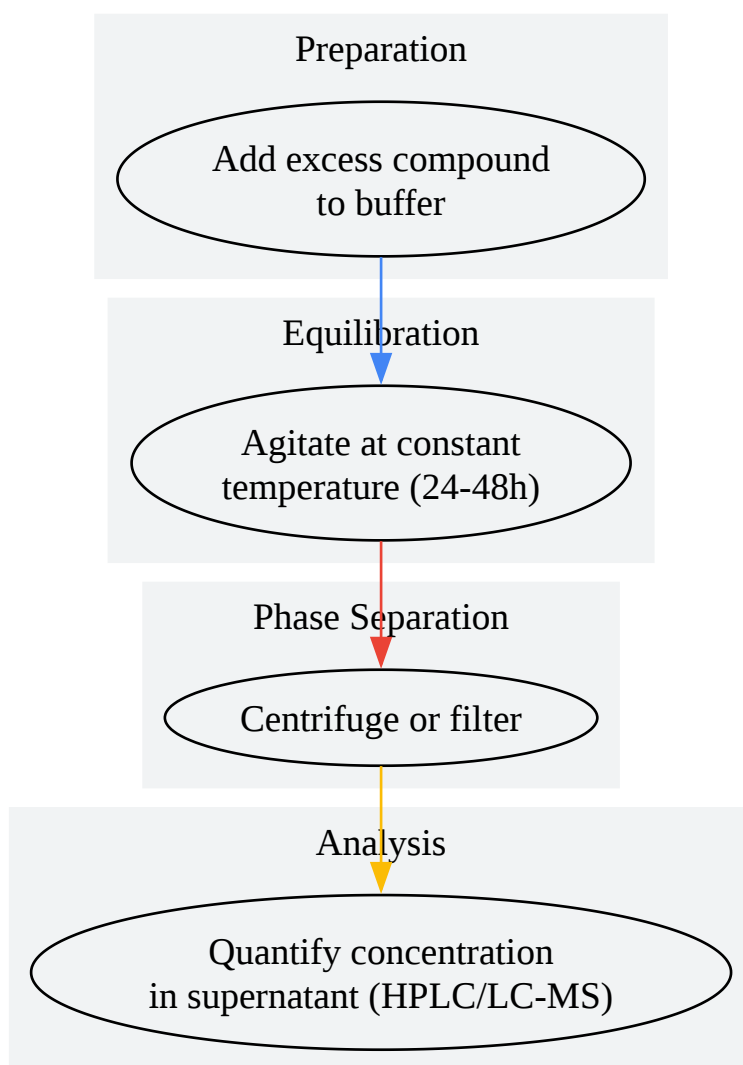 Preparation
Add excess compound
to buffer
Equilibration
Agitate at constant
temperature (24-48h)
Phase Separation
Centrifuge or filter
Analysis
Quantify concentration
in supernatant (HPLC/LC-MS)